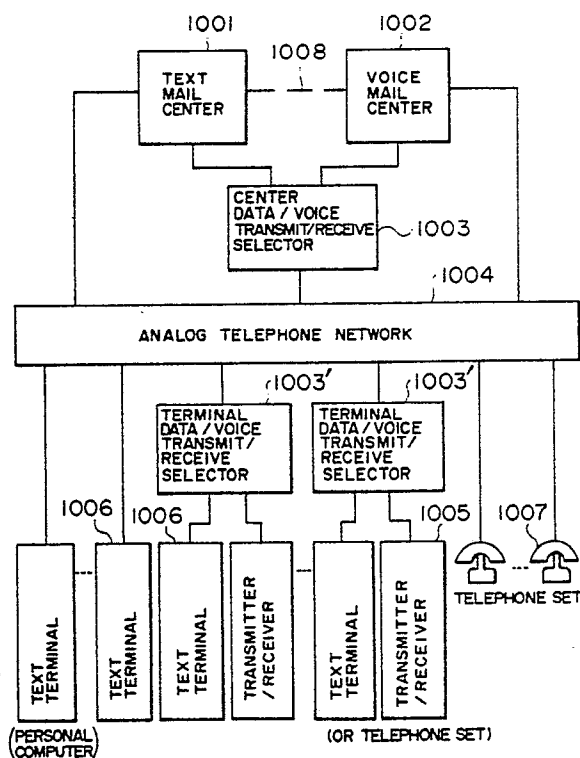 1001
1002
1008
TEXT
MAIL
CENTER
VOICE
MAIL
CENTER
CENTER
DATA / VOICE
TRANSMIT/RECEIVE
SELECTOR
1003
1004
ANALOG TELEPHONE NETWORK
1003'
1003'
TERMINAL
DATA / VOICE
TRANSMIT/
RECEIVE
SELECTOR
TERMINAL
DATA / VOICE
TRANSMIT/
RECEIVE
SELECTOR
1006
1006
1005
1007
TEXT TERMINAL
TEXT TERMINAL
TEXT TERMINAL
TRANSMITTER
/ RECEIVER
TEXT TERMINAL
TRANSMITTER
/ RECEIVER
TELEPHONE SET
(PERSONAL
COMPUTER)
(OR TELEPHONE SET)